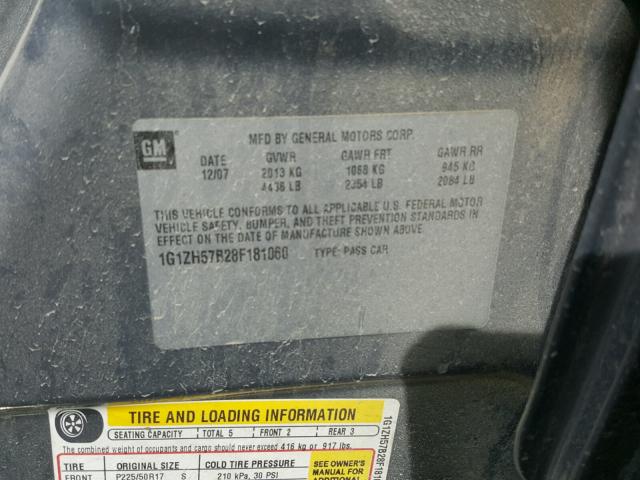 GM
MFD BY GENERAL MOTORS CORP.
DATE GVWR GAWR FRT GAWR RR
12/07 2013 KG 1068 KG 945 KG
4438 LB 2354 LB 2084 LB
THIS VEHICLE CONFORMS TO ALL APPLICABLE U.S. FEDERAL MOTOR
VEHICLE SAFETY, BUMPER, AND THEFT PREVENTION STANDARDS IN
EFFECT ON THE DATE OF MANUFACTURE SHOWN ABOVE.
1G1ZH57B28F181060 TYPE: PASS CAR
TIRE AND LOADING INFORMATION
SEATING CAPACITY TOTAL 5 FRONT 2 REAR 3
The combined weight of occupants and cargo should never exceed 416 kg or 917 lbs.
TIRE ORIGINAL SIZE COLD TIRE PRESSURE
FRONT P225/50R17 S 210 kPa, 30 PSI
SEE OWNER'S
MANUAL FOR
ADDITIONAL
1G1ZH57B28F181